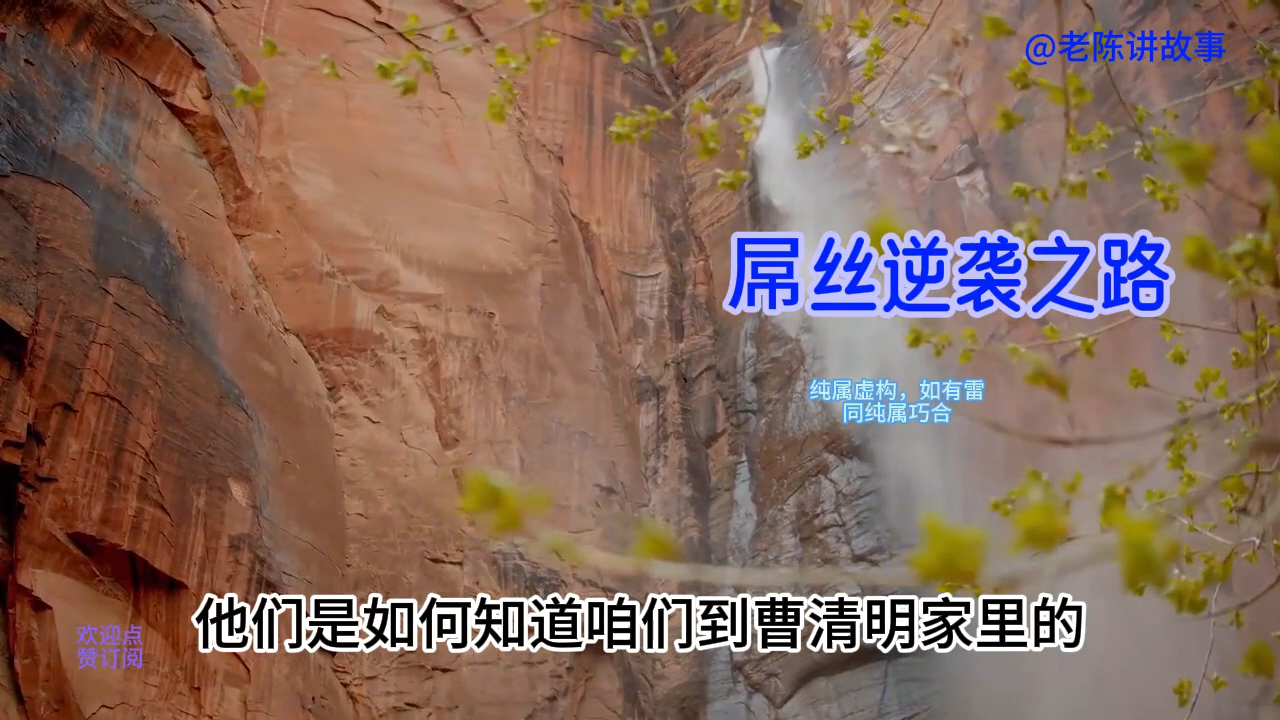 @老陈讲故事
屌丝逆袭之路
纯属虚构，如有雷
同纯属巧合
他们是如何知道咱们到曹清明家里的
欢迎点
赞订阅